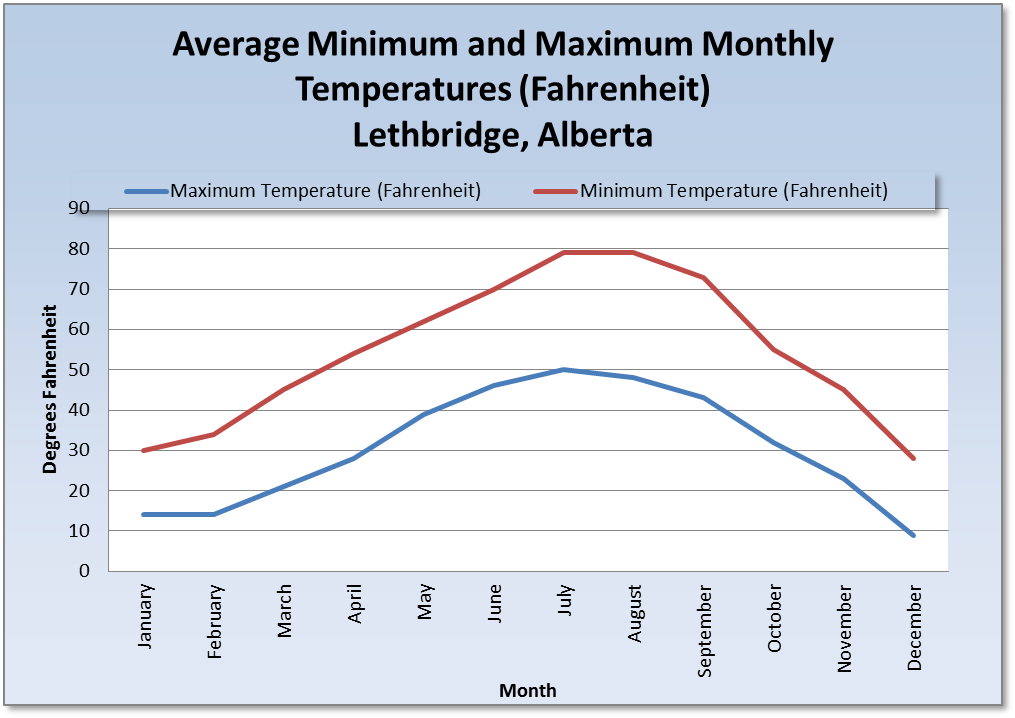 Average Minimum and Maximum Monthly
Temperatures (Fahrenheit)
Lethbridge, Alberta
Maximum Temperature (Fahrenheit)
Minimum Temperature (Fahrenheit)
90
80
70
60
50
40
30
20
10
0
Degrees Fahrenheit
January
February
March
April
May
June
July
August
September
October
November
December
Month